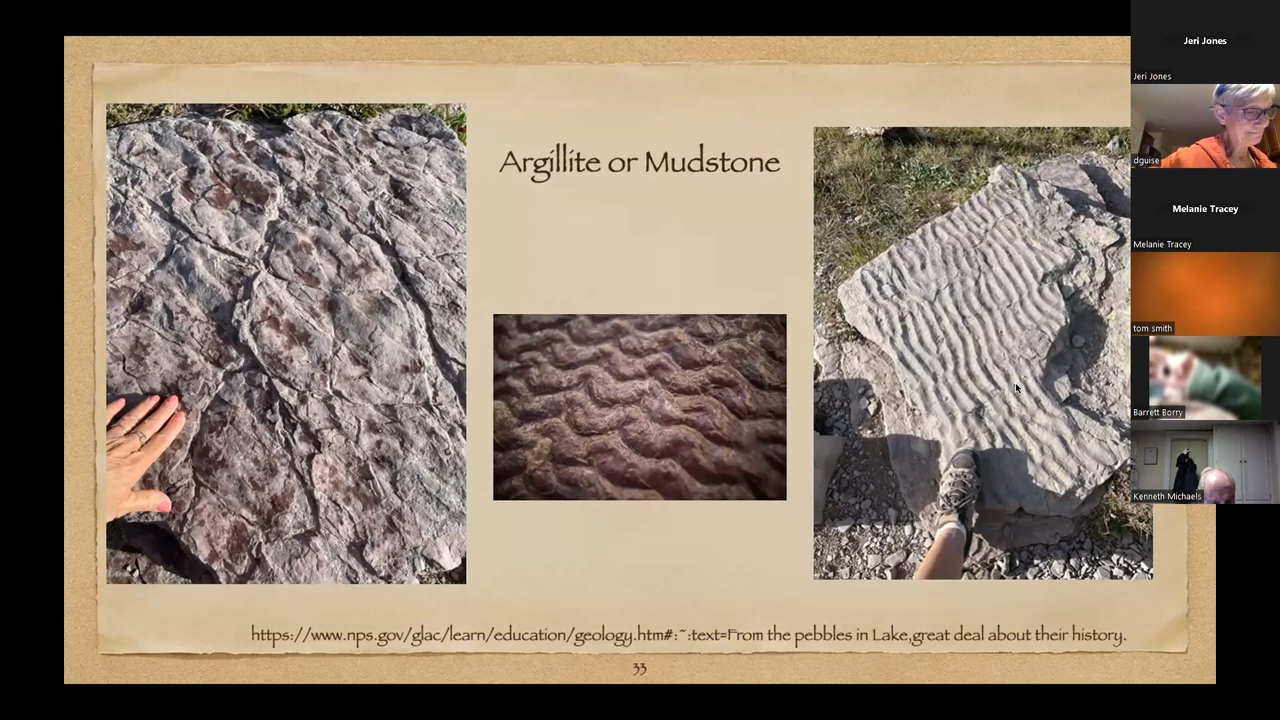 Argillite or Mudstone
https://www.nps.gov/glac/learn/education/geology.htm#:~:text=From the pebbles in Lake,great deal about their history.
33
Jeri Jones
Jeri Jones
dguise
Melanie Tracey
Melanie Tracey
tom smith
Barrett Borry
Kenneth Michaels